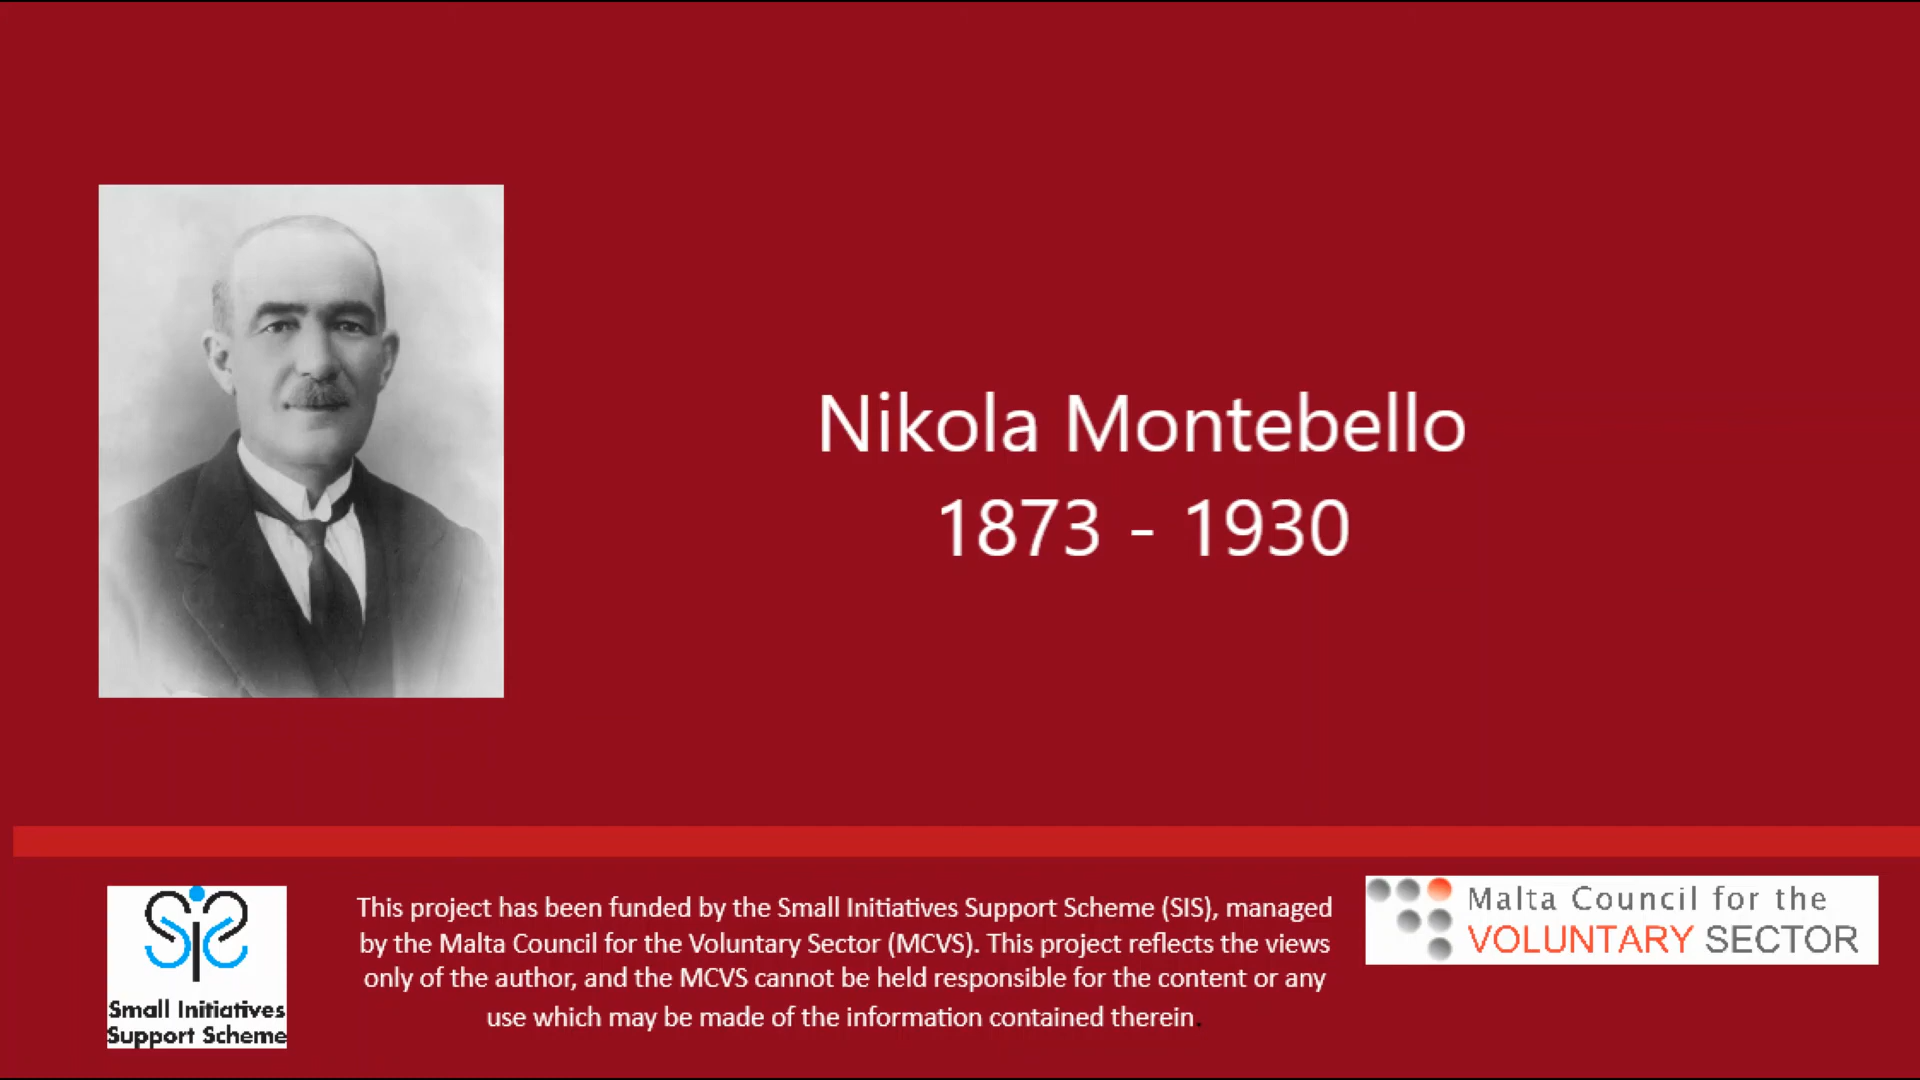 Nikola Montebello
1873 - 1930
Small Initiatives
Support Scheme
This project has been funded by the Small Initiatives Support Scheme (SIS), managed
by the Malta Council for the Voluntary Sector (MCVS). This project reflects the views
only of the author, and the MCVS cannot be held responsible for the content or any
use which may be made of the information contained therein.
Malta Council for the
VOLUNTARY SECTOR